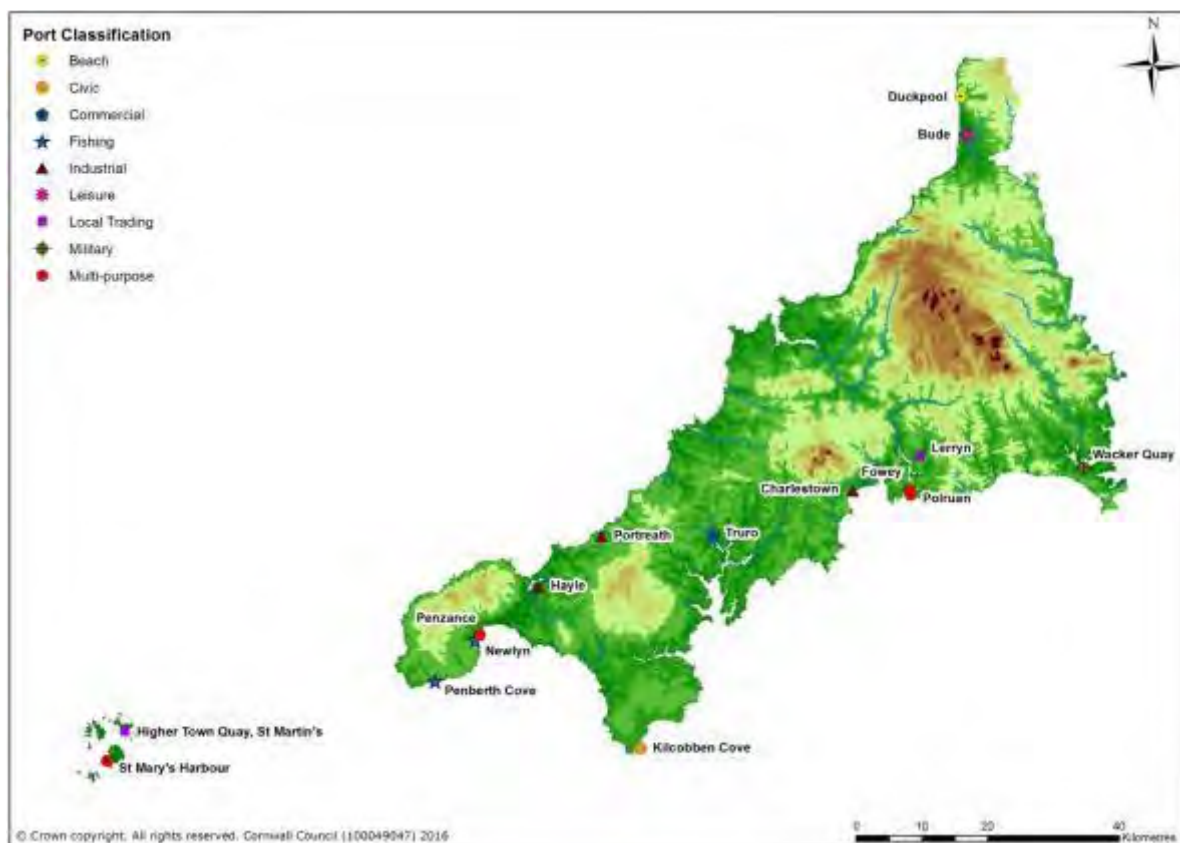 Port Classification
Beach
Civic
Commercial
Fishing
Industrial
Leisure
Local Trading
Military
Multi-purpose
N
Duckpool
Bude
Lerryn
Wacker Quay
Fowey
Charlestown
Polruan
Portreath
Truro
Hayle
Penzance
Newlyn
Penberth Cove
Higher Town Quay, St Martin's
Kilcobben Cove
St Mary's Harbour
© Crown copyright. All rights reserved. Cornwall Council (100049047) 2016
0 10 20 40
Kilometres